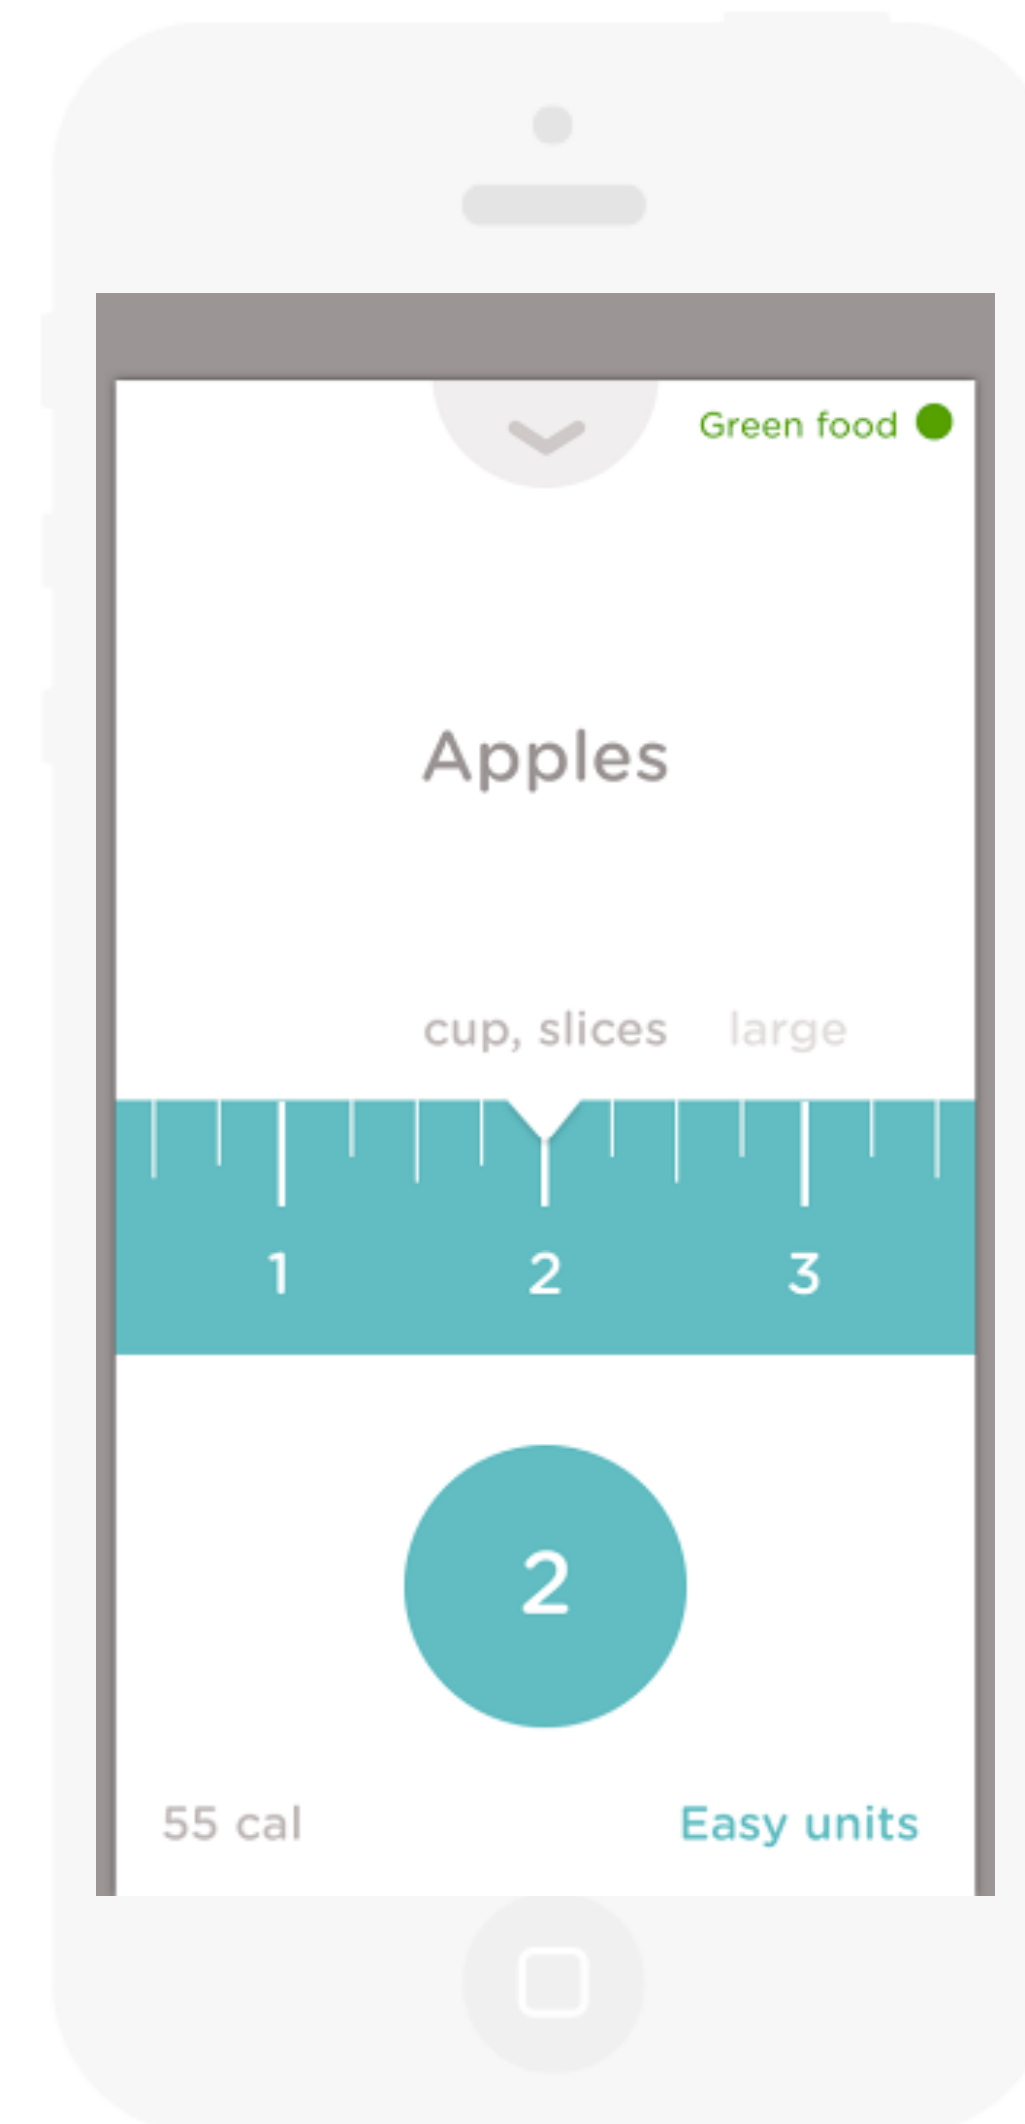 Green food
Apples
cup, slices large
1 2 3
2
55 cal Easy units